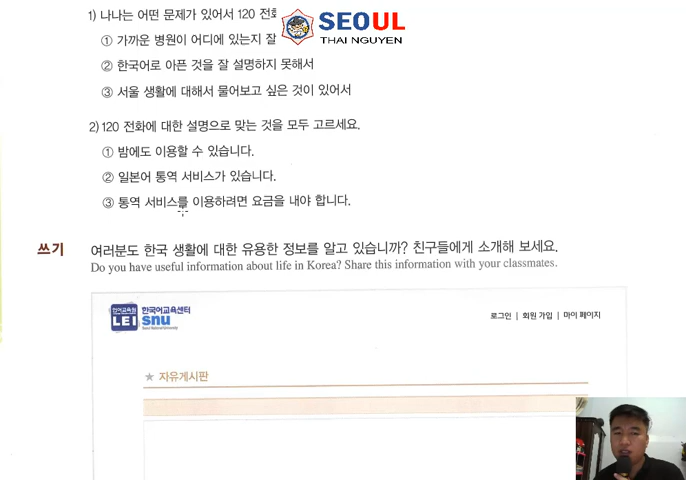 1) 나나는 어떤 문제가 있어서 120
SEOUL
THAI NGUYEN
① 가까운 병원이 어디에 있는지 잘
② 한국어로 아픈 것을 잘 설명하지 못해서
③ 서울 생활에 대해서 물어보고 싶은 것이 있어서
2) 120 전화에 대한 설명으로 맞는 것을 모두 고르세요.
① 밤에도 이용할 수 있습니다.
② 일본어 통역 서비스가 있습니다.
③ 통역 서비스를 이용하려면 요금을 내야 합니다.
쓰기 여러분도 한국 생활에 대한 유용한 정보를 알고 있습니까? 친구들에게 소개해 보세요.
Do you have useful information about life in Korea? Share this information with your classmates.
언어교육원 한국어교육센터
LEI snu
Seoul National University
로그인 | 회원 가입 | 마이 페이지
★ 자유게시판